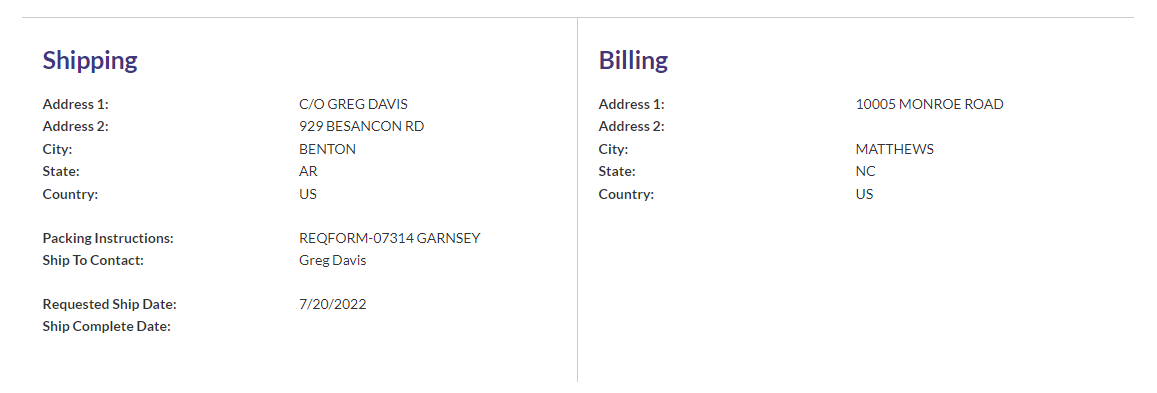 Shipping
Address 1: C/O GREG DAVIS
Address 2: 929 BESANCON RD
City: BENTON
State: AR
Country: US
Packing Instructions: REQFORM-07314 GARNSEY
Ship To Contact: Greg Davis
Requested Ship Date: 7/20/2022
Ship Complete Date:
Billing
Address 1: 10005 MONROE ROAD
Address 2:
City: MATTHEWS
State: NC
Country: US